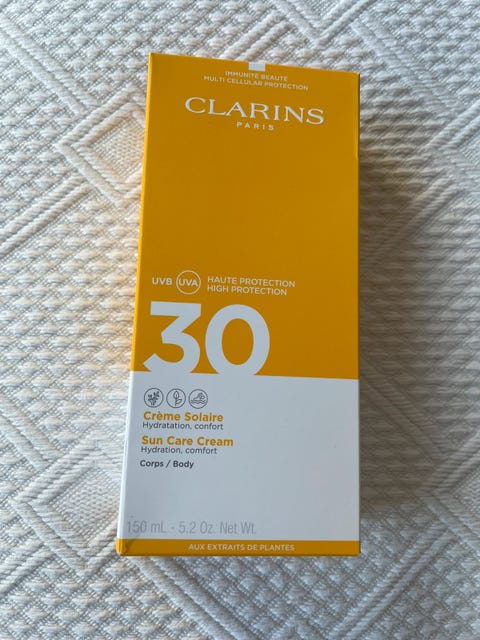 IMMUNITÉ BEAUTÉ
MULTI CELLULAR PROTECTION
CLARINS
PARIS
UVB UVA HAUTE PROTECTION
HIGH PROTECTION
30
Crème Solaire
Hydratation, confort
Sun Care Cream
Hydration, comfort
Corps / Body
150 mL - 5.2 Oz. Net Wt.
AUX EXTRAITS DE PLANTES